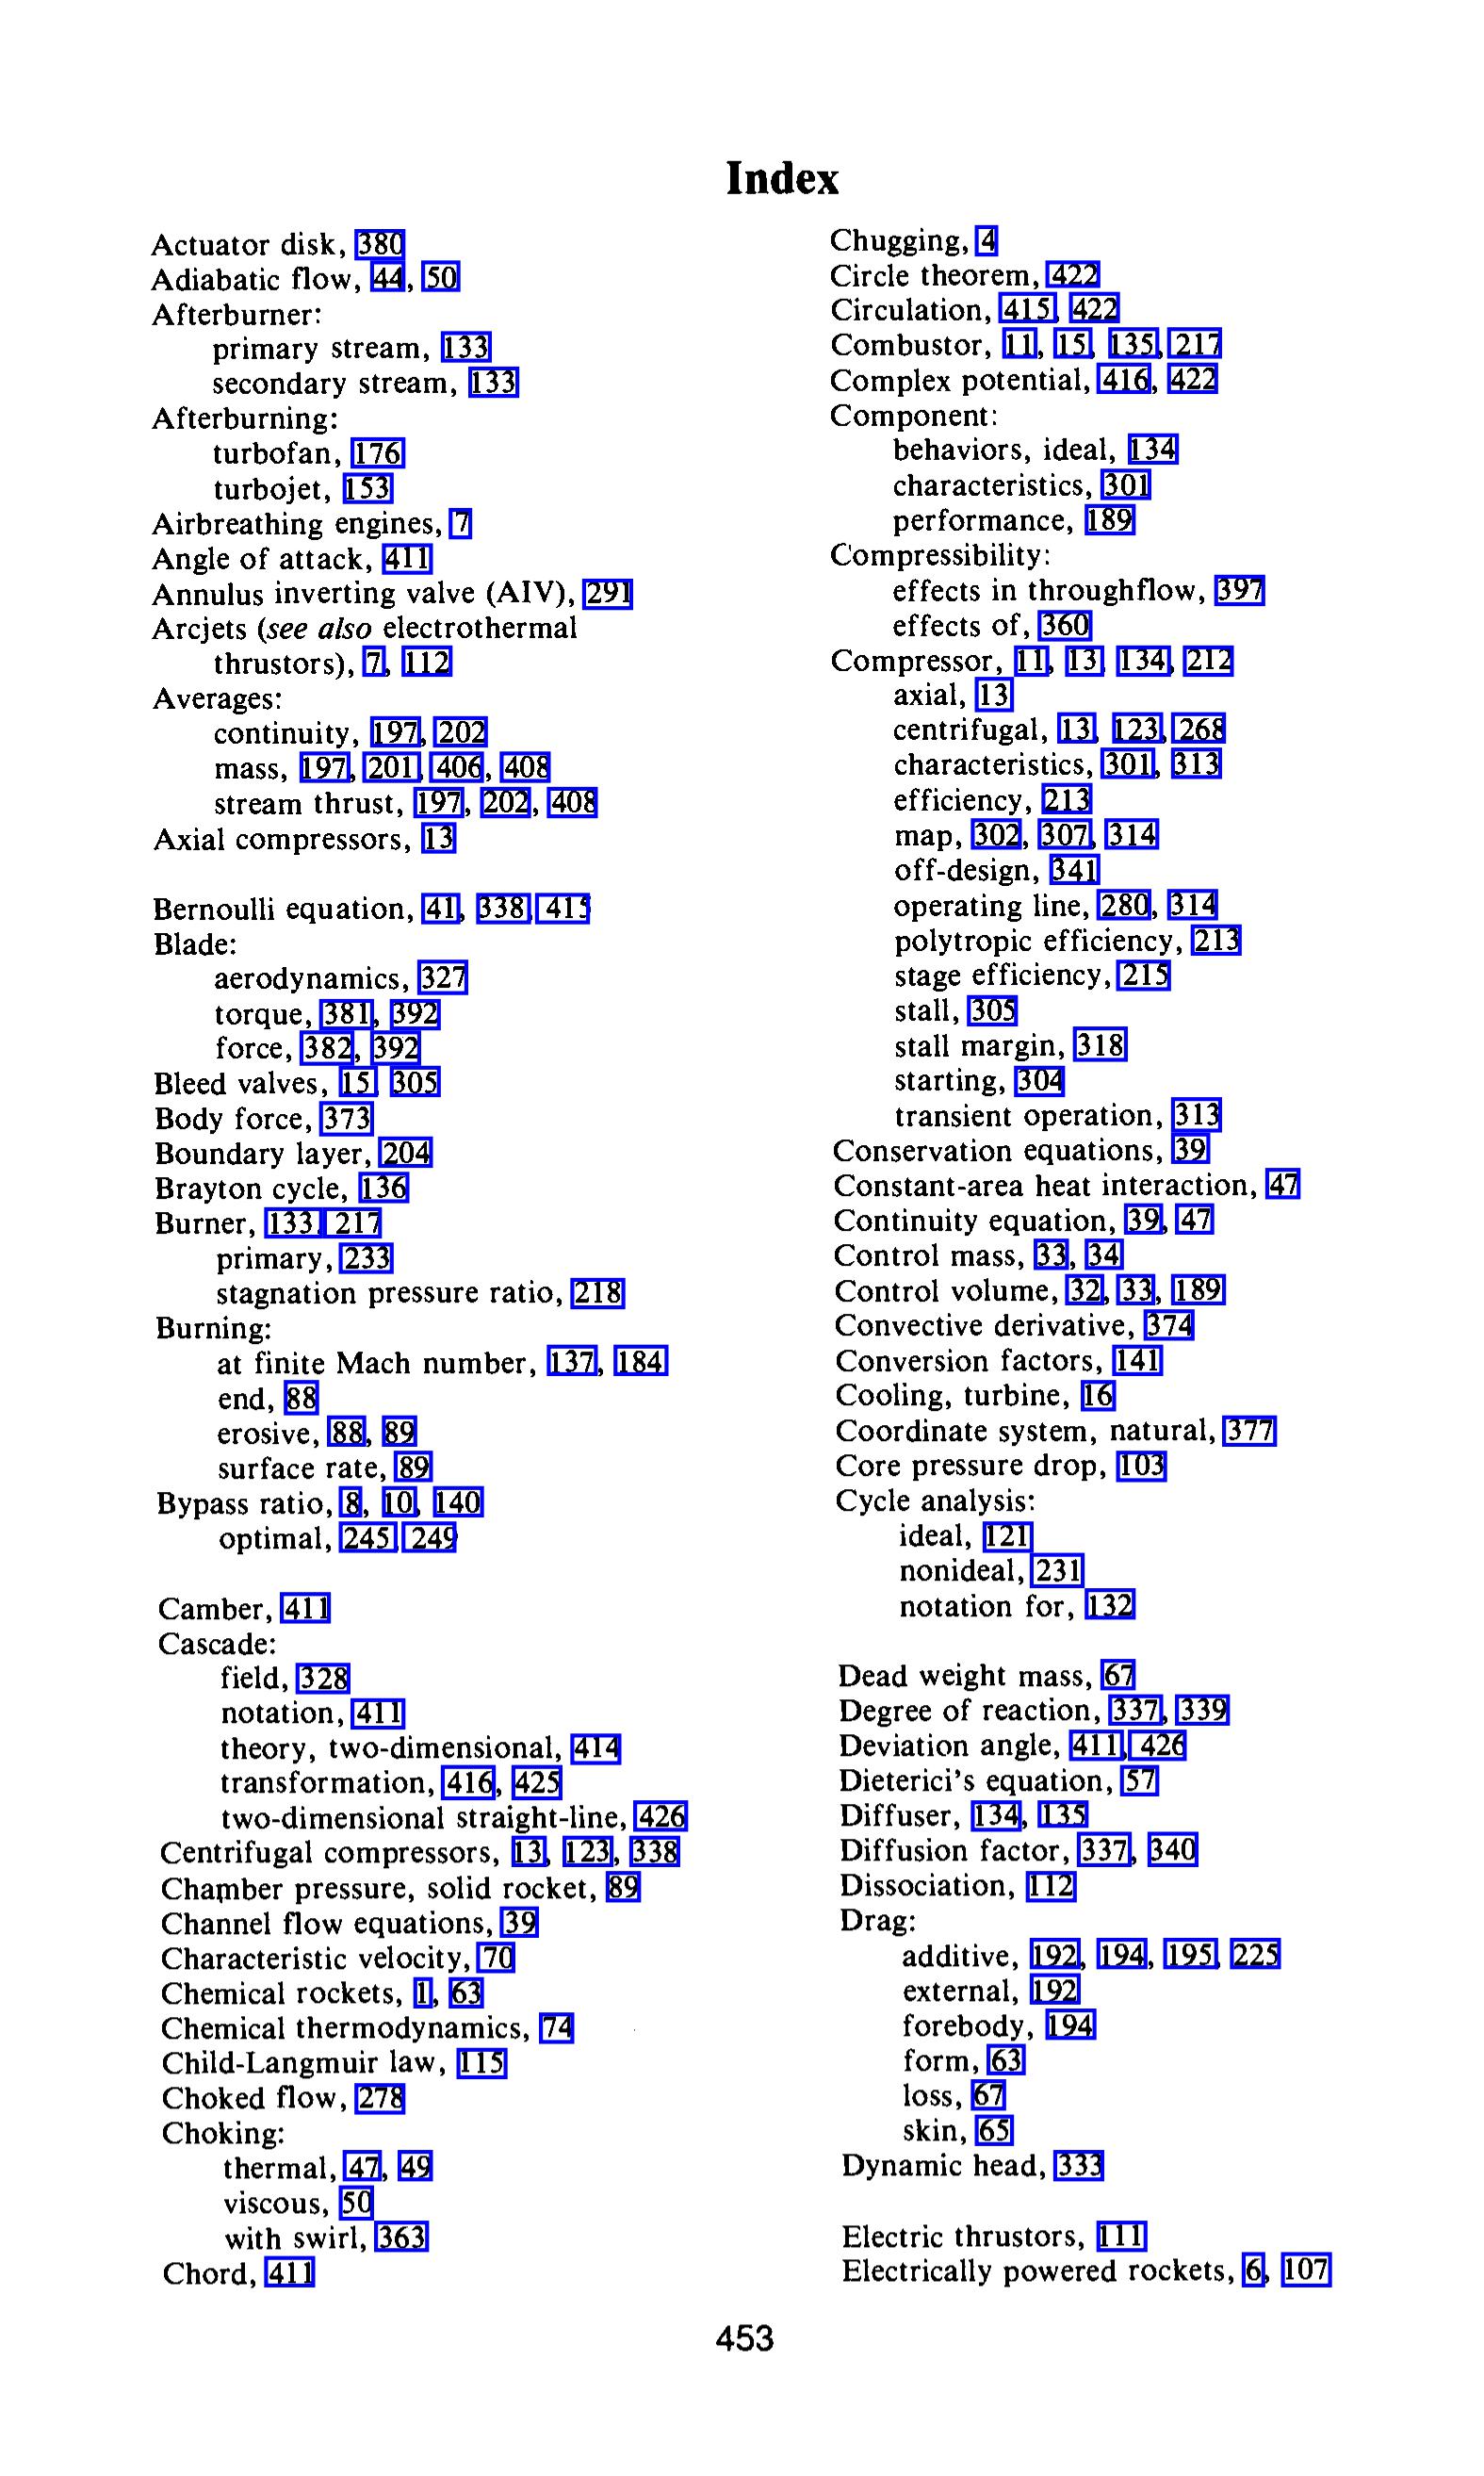 Index
Actuator disk, 380
Adiabatic flow, 44, 50
Afterburner:
primary stream, 133
secondary stream, 133
Afterburning:
turbofan, 176
turbojet, 153
Airbreathing engines, 7
Angle of attack, 411
Annulus inverting valve (AIV), 291
Arcjets (see also electrothermal
thrustors), 7, 112
Averages:
continuity, 197, 202
mass, 197, 201, 406, 408
stream thrust, 197, 202, 408
Axial compressors, 13
Bernoulli equation, 41, 338, 415
Blade:
aerodynamics, 327
torque, 381, 392
force, 382, 392
Bleed valves, 15, 305
Body force, 373
Boundary layer, 204
Brayton cycle, 136
Burner, 133, 217
primary, 233
stagnation pressure ratio, 218
Burning:
at finite Mach number, 137, 184
end, 88
erosive, 88, 89
surface rate, 89
Bypass ratio, 8, 10, 140
optimal, 245, 249
Camber, 411
Cascade:
field, 328
notation, 411
theory, two-dimensional, 414
transformation, 416, 425
two-dimensional straight-line, 426
Centrifugal compressors, 13, 123, 338
Chamber pressure, solid rocket, 89
Channel flow equations, 39
Characteristic velocity, 70
Chemical rockets, 1, 63
Chemical thermodynamics, 74
Child-Langmuir law, 115
Choked flow, 278
Choking:
thermal, 47, 49
viscous, 50
with swirl, 363
Chord, 411
Chugging, 4
Circle theorem, 422
Circulation, 415, 422
Combustor, 11, 15, 135, 217
Complex potential, 416, 422
Component:
behaviors, ideal, 134
characteristics, 301
performance, 189
Compressibility:
effects in throughflow, 397
effects of, 360
Compressor, 11, 13, 134, 212
axial, 13
centrifugal, 13, 123, 268
characteristics, 301, 313
efficiency, 213
map, 302, 307, 314
off-design, 341
operating line, 280, 314
polytropic efficiency, 213
stage efficiency, 215
stall, 305
stall margin, 318
starting, 304
transient operation, 313
Conservation equations, 39
Constant-area heat interaction, 47
Continuity equation, 39, 47
Control mass, 33, 34
Control volume, 32, 33, 189
Convective derivative, 374
Conversion factors, 141
Cooling, turbine, 16
Coordinate system, natural, 377
Core pressure drop, 103
Cycle analysis:
ideal, 121
nonideal, 231
notation for, 132
Dead weight mass, 67
Degree of reaction, 337, 339
Deviation angle, 411, 426
Dieterici's equation, 57
Diffuser, 134, 135
Diffusion factor, 337, 340
Dissociation, 112
Drag:
additive, 192, 194, 195, 225
external, 192
forebody, 194
form, 63
loss, 67
skin, 65
Dynamic head, 333
Electric thrustors, 111
Electrically powered rockets, 6, 107
453